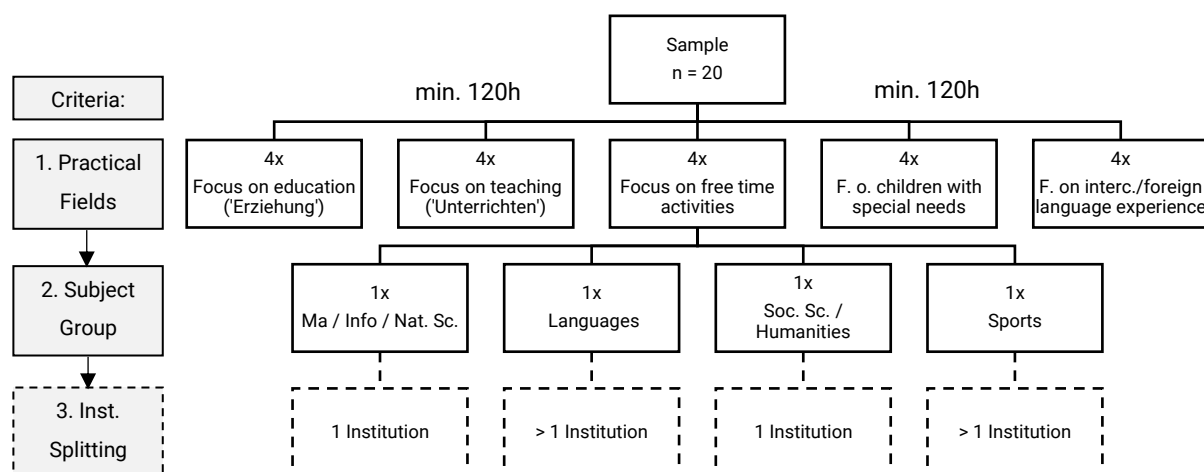 Sample
n = 20
min. 120h
min. 120h
Criteria:
1. Practical
Fields
4x
Focus on education
('Erziehung')
4x
Focus on teaching
('Unterrichten')
4x
Focus on free time
activities
4x
F. o. children with
special needs
4x
F. on interc./foreign
language experience
2. Subject
Group
1x
Ma / Info / Nat. Sc.
1x
Languages
1x
Soc. Sc. /
Humanities
1x
Sports
3. Inst.
Splitting
1 Institution
> 1 Institution
1 Institution
> 1 Institution